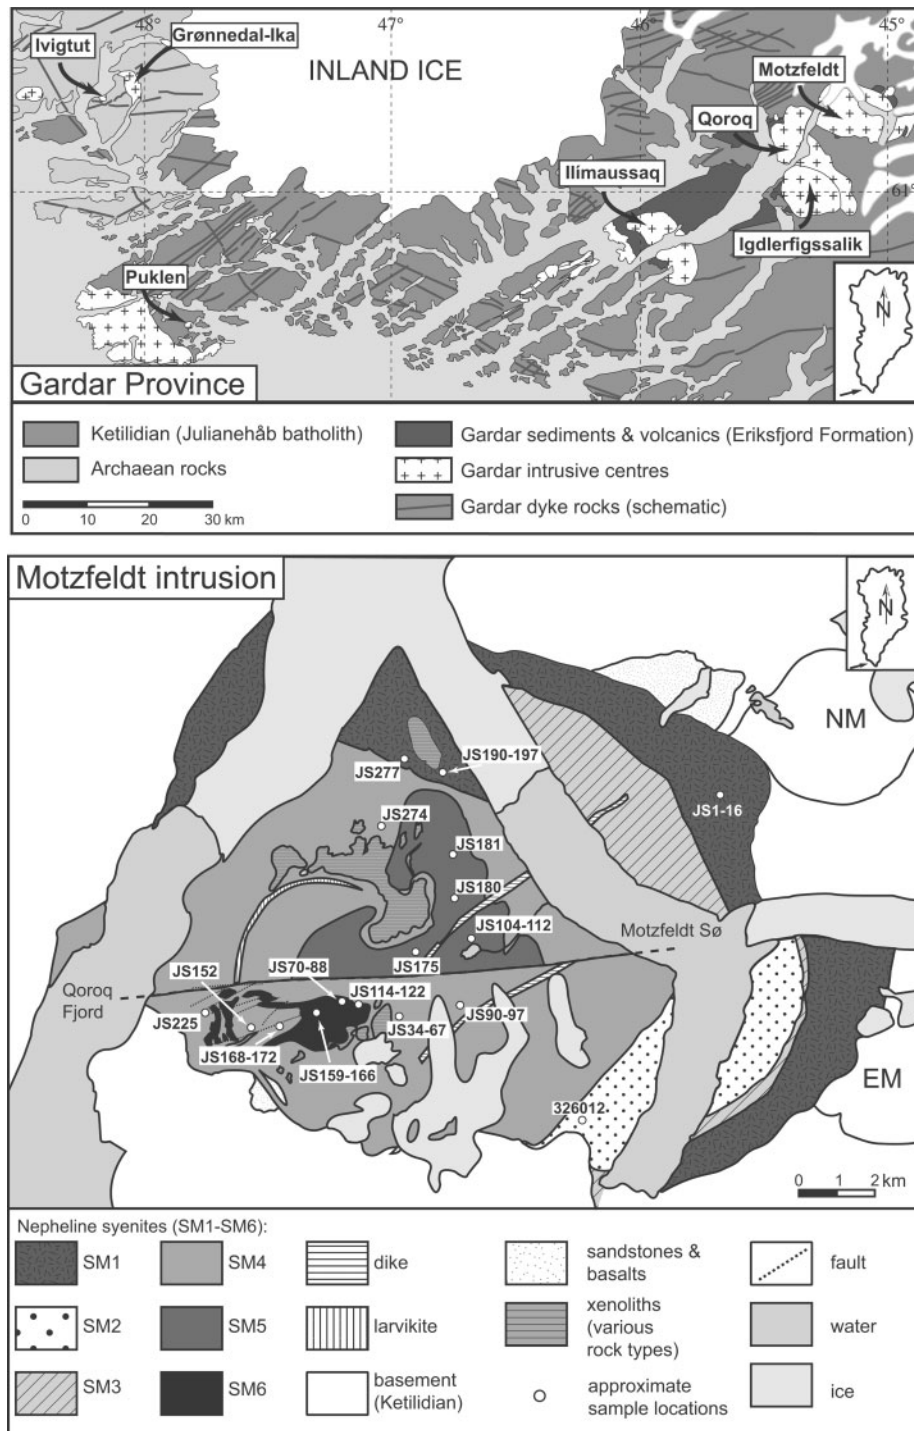 48°
47°
46°
45°
Ivigtut
Grønnedal-Ika
INLAND ICE
Motzfeldt
Qoroq
Ilímaussaq
61°
Igdlerfigssalik
Puklen
N
Gardar Province
Ketilidian (Julianehåb batholith)
Archaean rocks
0 10 20 30 km
Gardar sediments & volcanics (Eriksfjord Formation)
Gardar intrusive centres
Gardar dyke rocks (schematic)
Motzfeldt intrusion
N
NM
JS277
JS190-197
JS1-16
JS274
JS181
JS180
JS104-112
Motzfeldt Sø
JS175
JS152
JS70-88
JS114-122
Qoroq
Fjord
JS225
JS34-67
JS90-97
JS168-172
JS159-166
326012
EM
0 1 2 km
Nepheline syenites (SM1-SM6):
SM1
SM2
SM3
SM4
SM5
SM6
dike
larvikite
basement
(Ketilidian)
sandstones &
basalts
xenoliths
(various
rock types)
approximate
sample locations
fault
water
ice